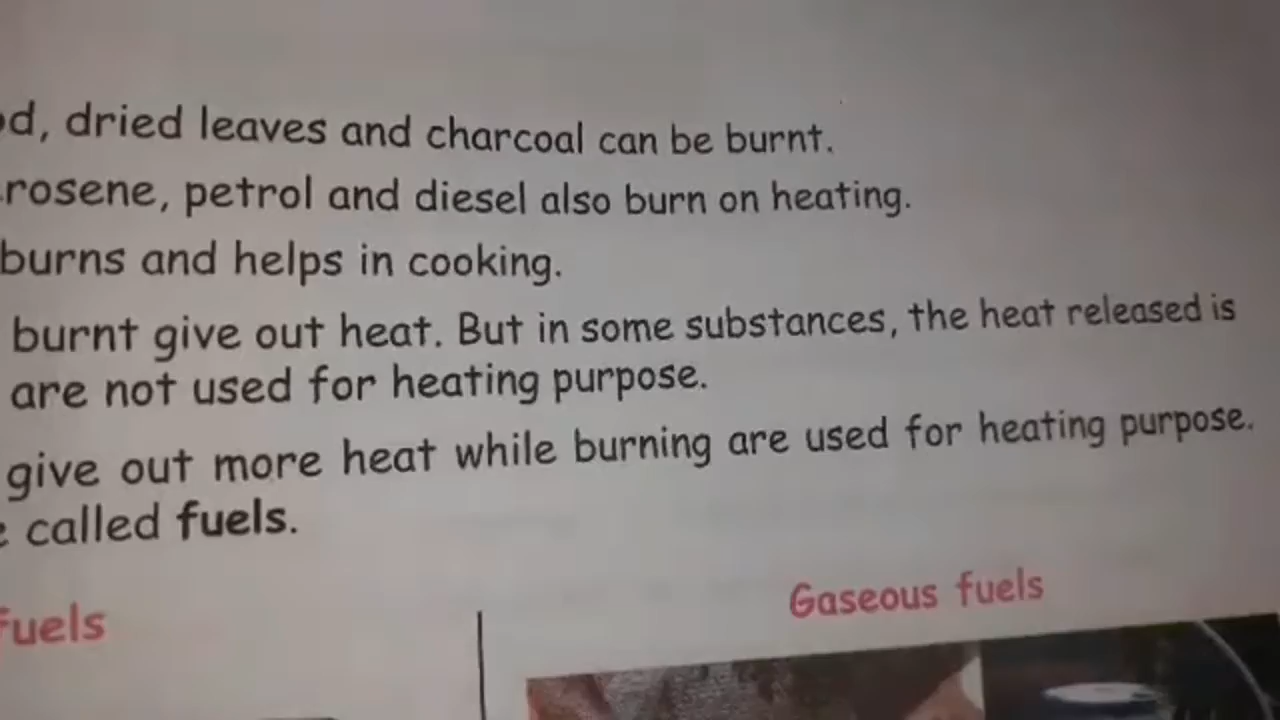 dried leaves and charcoal can be burnt.
petrol and diesel also burn on heating.
burns and helps in cooking.
burnt give out heat. But in some substances, the heat released is
are not used for heating purpose.
give out more heat while burning are used for heating purpose.
called fuels.
fuels
Gaseous fuels